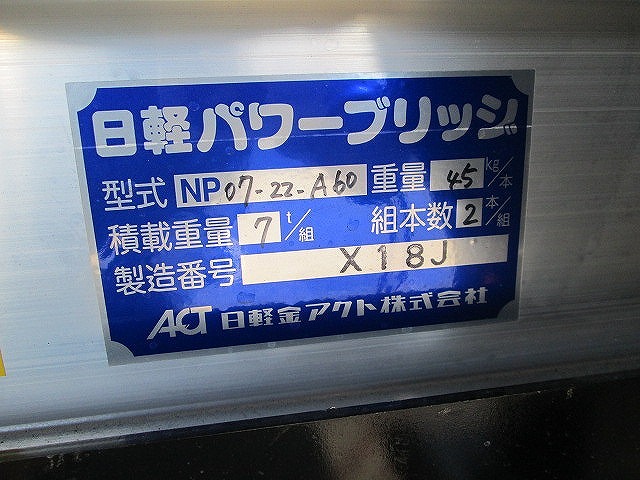 日軽パワーブリッジ
型式 NP07-22-A60 重量 45 kg/本
積載重量 7 t/組 組本数 2 本/組
製造番号 X18J
ACT 日軽金アクト株式会社